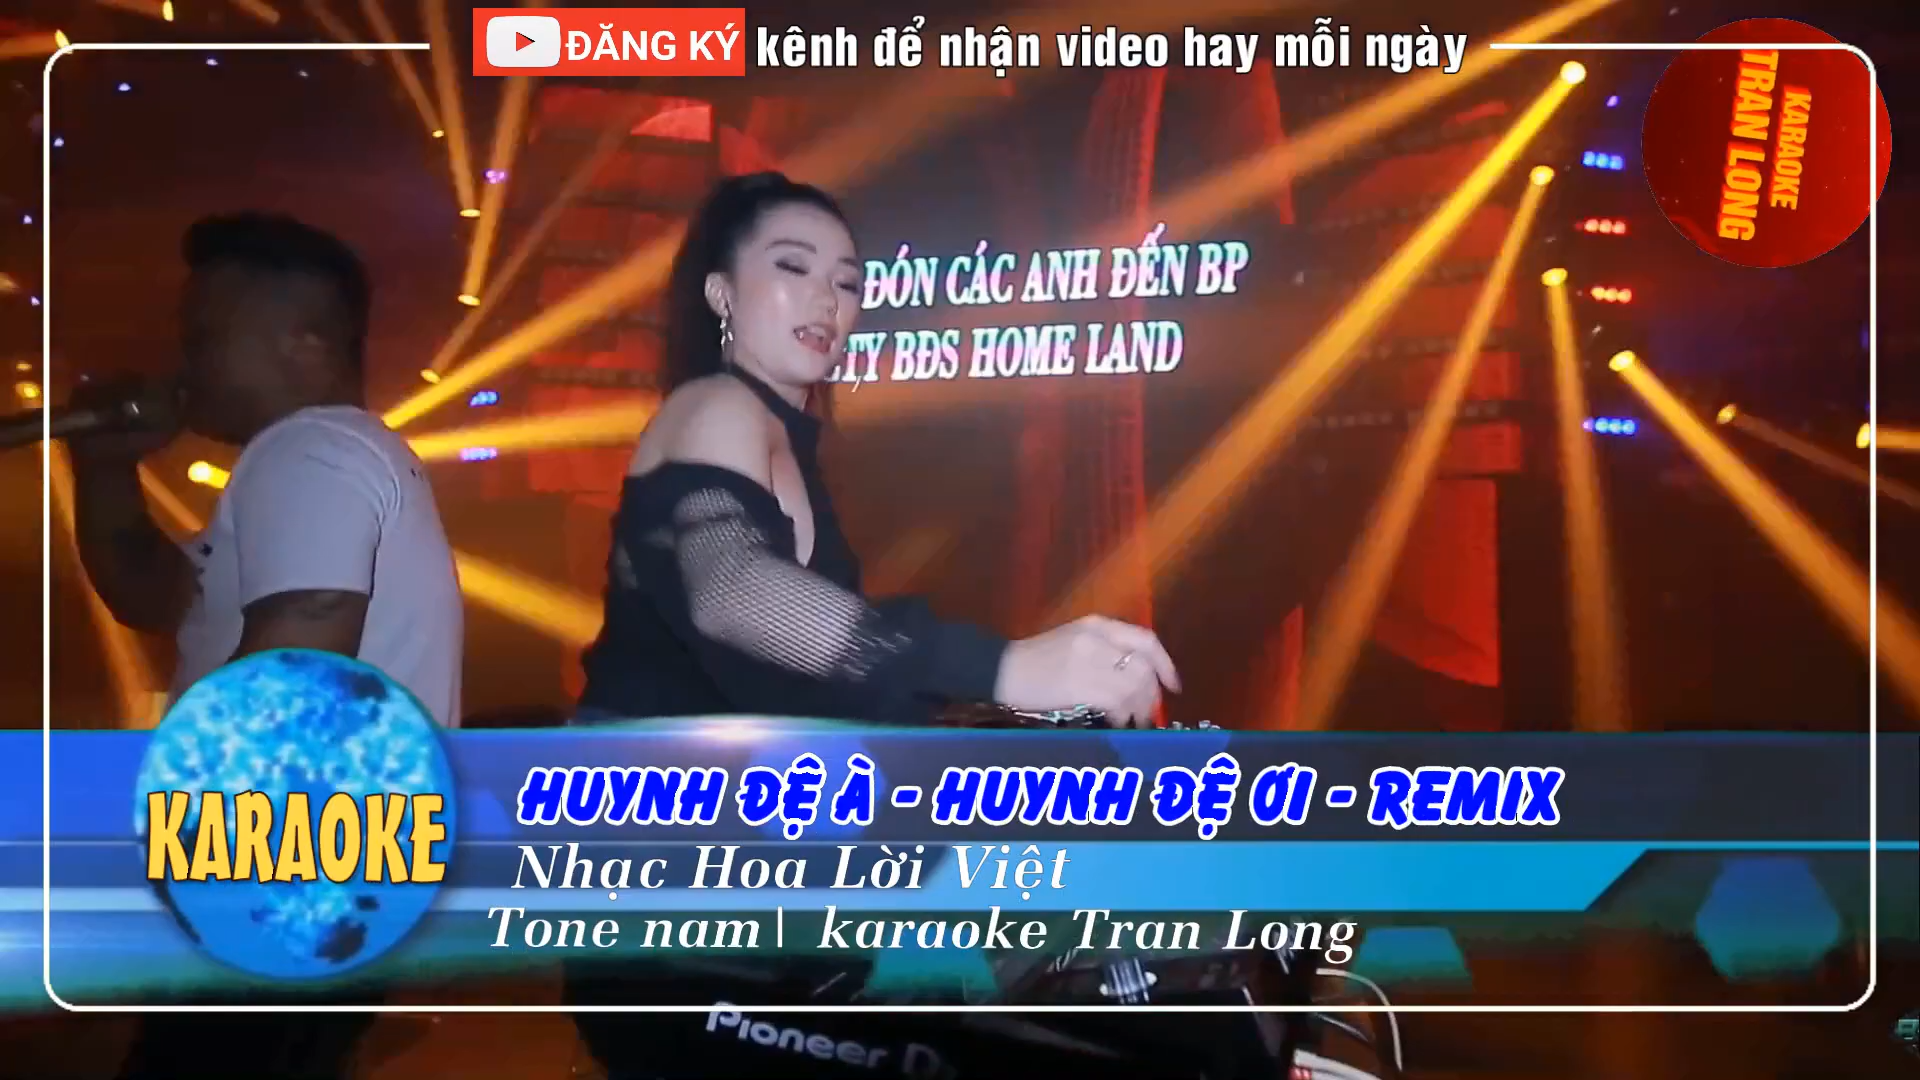 ĐĂNG KÝ kênh để nhận video hay mỗi ngày
KARAOKE
TRAN LONG
ĐÓN CÁC ANH ĐẾN BP
TY BĐS HOME LAND
KARAOKE
HUYNH ĐỆ À - HUYNH ĐỆ ƠI - REMIX
Nhạc Hoa Lời Việt
Tone nam| karaoke Tran Long
Pioneer D